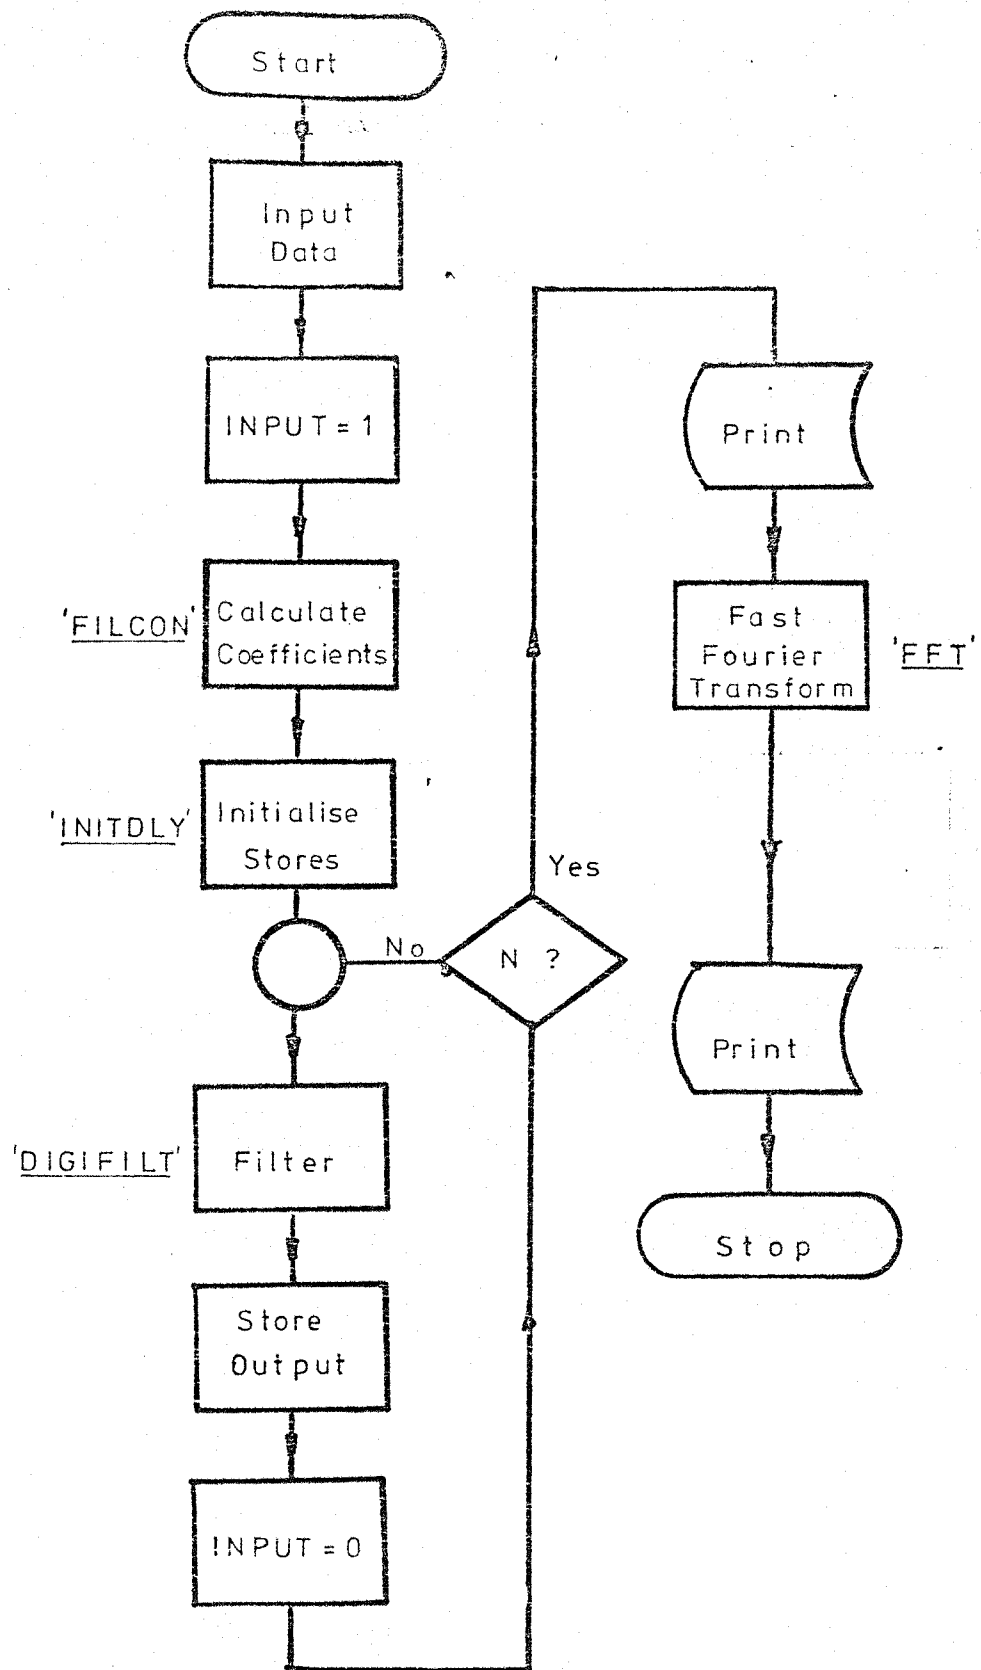 Start
Input
Data
INPUT = 1
'FILCON'
Calculate
Coefficients
'INITDLY'
Initialise
Stores
No
N ?
Yes
'DIGIFILT'
Filter
Store
Output
INPUT = 0
Print
Fast
Fourier
Transform
'FFT'
Print
Stop